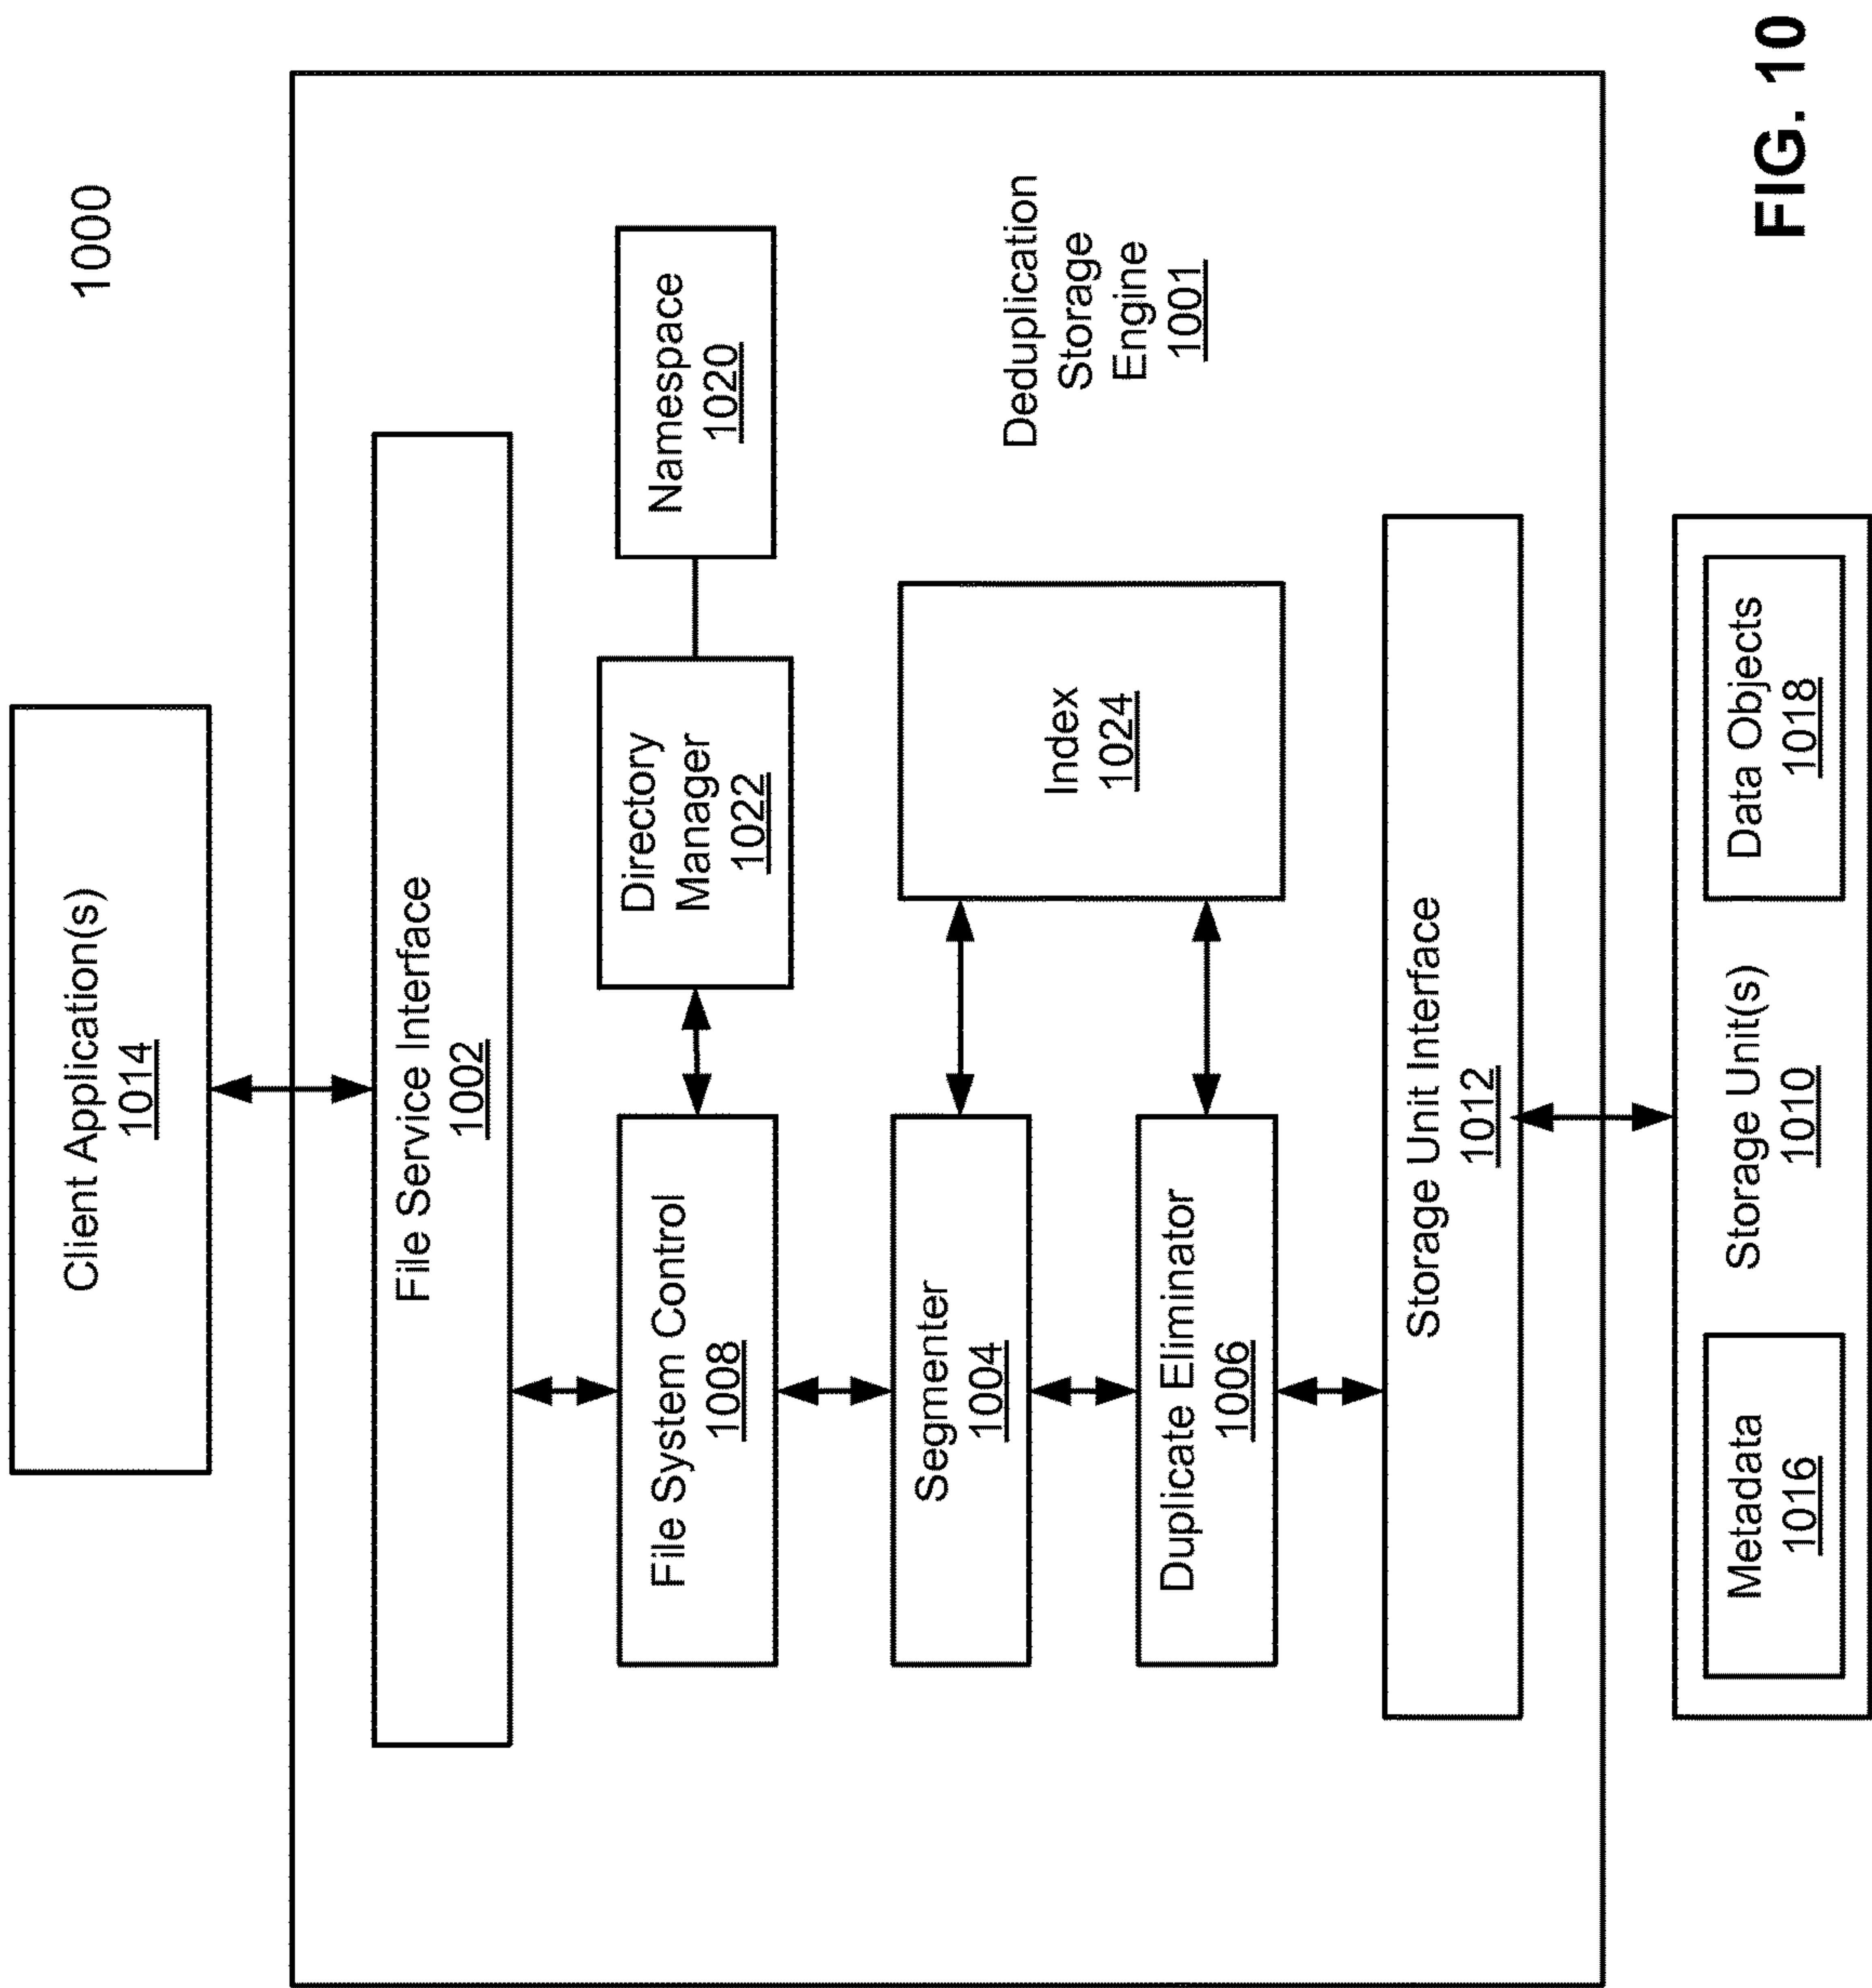 1000
Client Application(s)
1014
File Service Interface
1002
File System Control
1008
Directory
Manager
1022
Namespace
1020
Segmenter
1004
Index
1024
Duplicate Eliminator
1006
Deduplication
Storage
Engine
1001
Storage Unit Interface
1012
Metadata
1016
Storage Unit(s)
1010
Data Objects
1018
FIG. 10